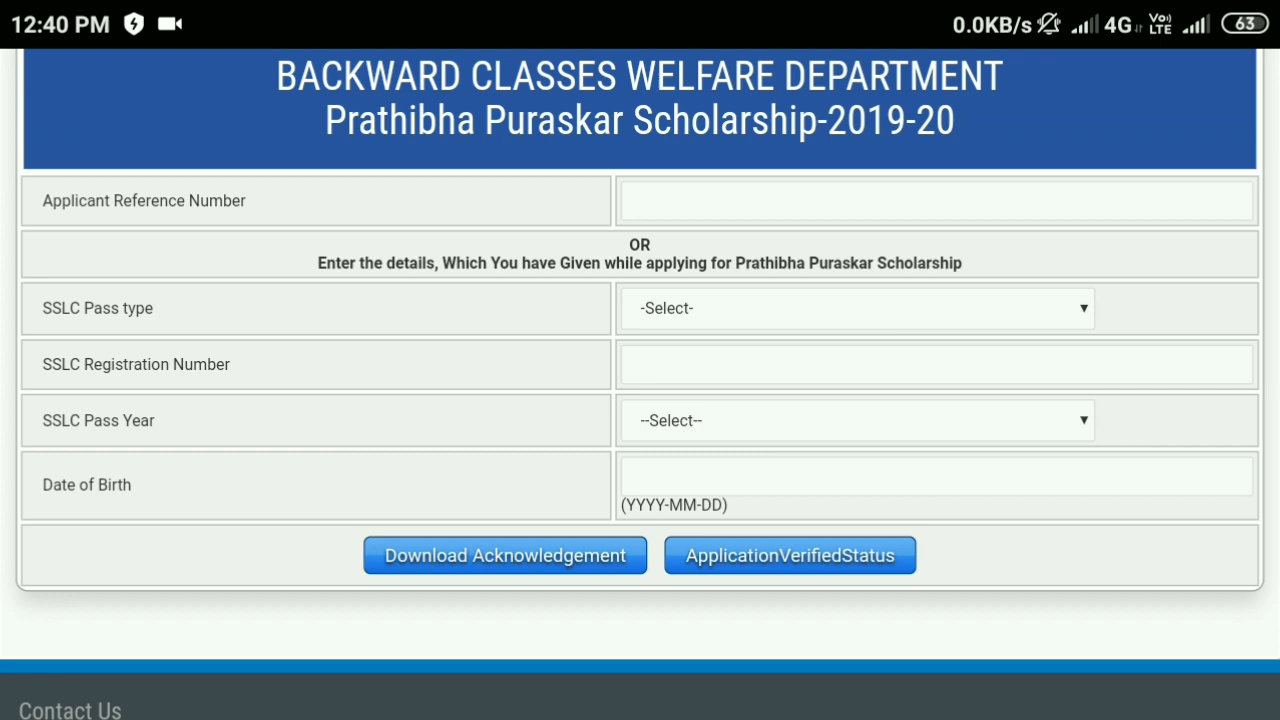 12:40 PM
0.0KB/s 4G Vo) LTE 63
BACKWARD CLASSES WELFARE DEPARTMENT
Prathibha Puraskar Scholarship-2019-20
Applicant Reference Number
OR
Enter the details, Which You have Given while applying for Prathibha Puraskar Scholarship
SSLC Pass type
-Select-
SSLC Registration Number
SSLC Pass Year
--Select--
Date of Birth
(YYYY-MM-DD)
Download Acknowledgement
ApplicationVerifiedStatus
Contact Us